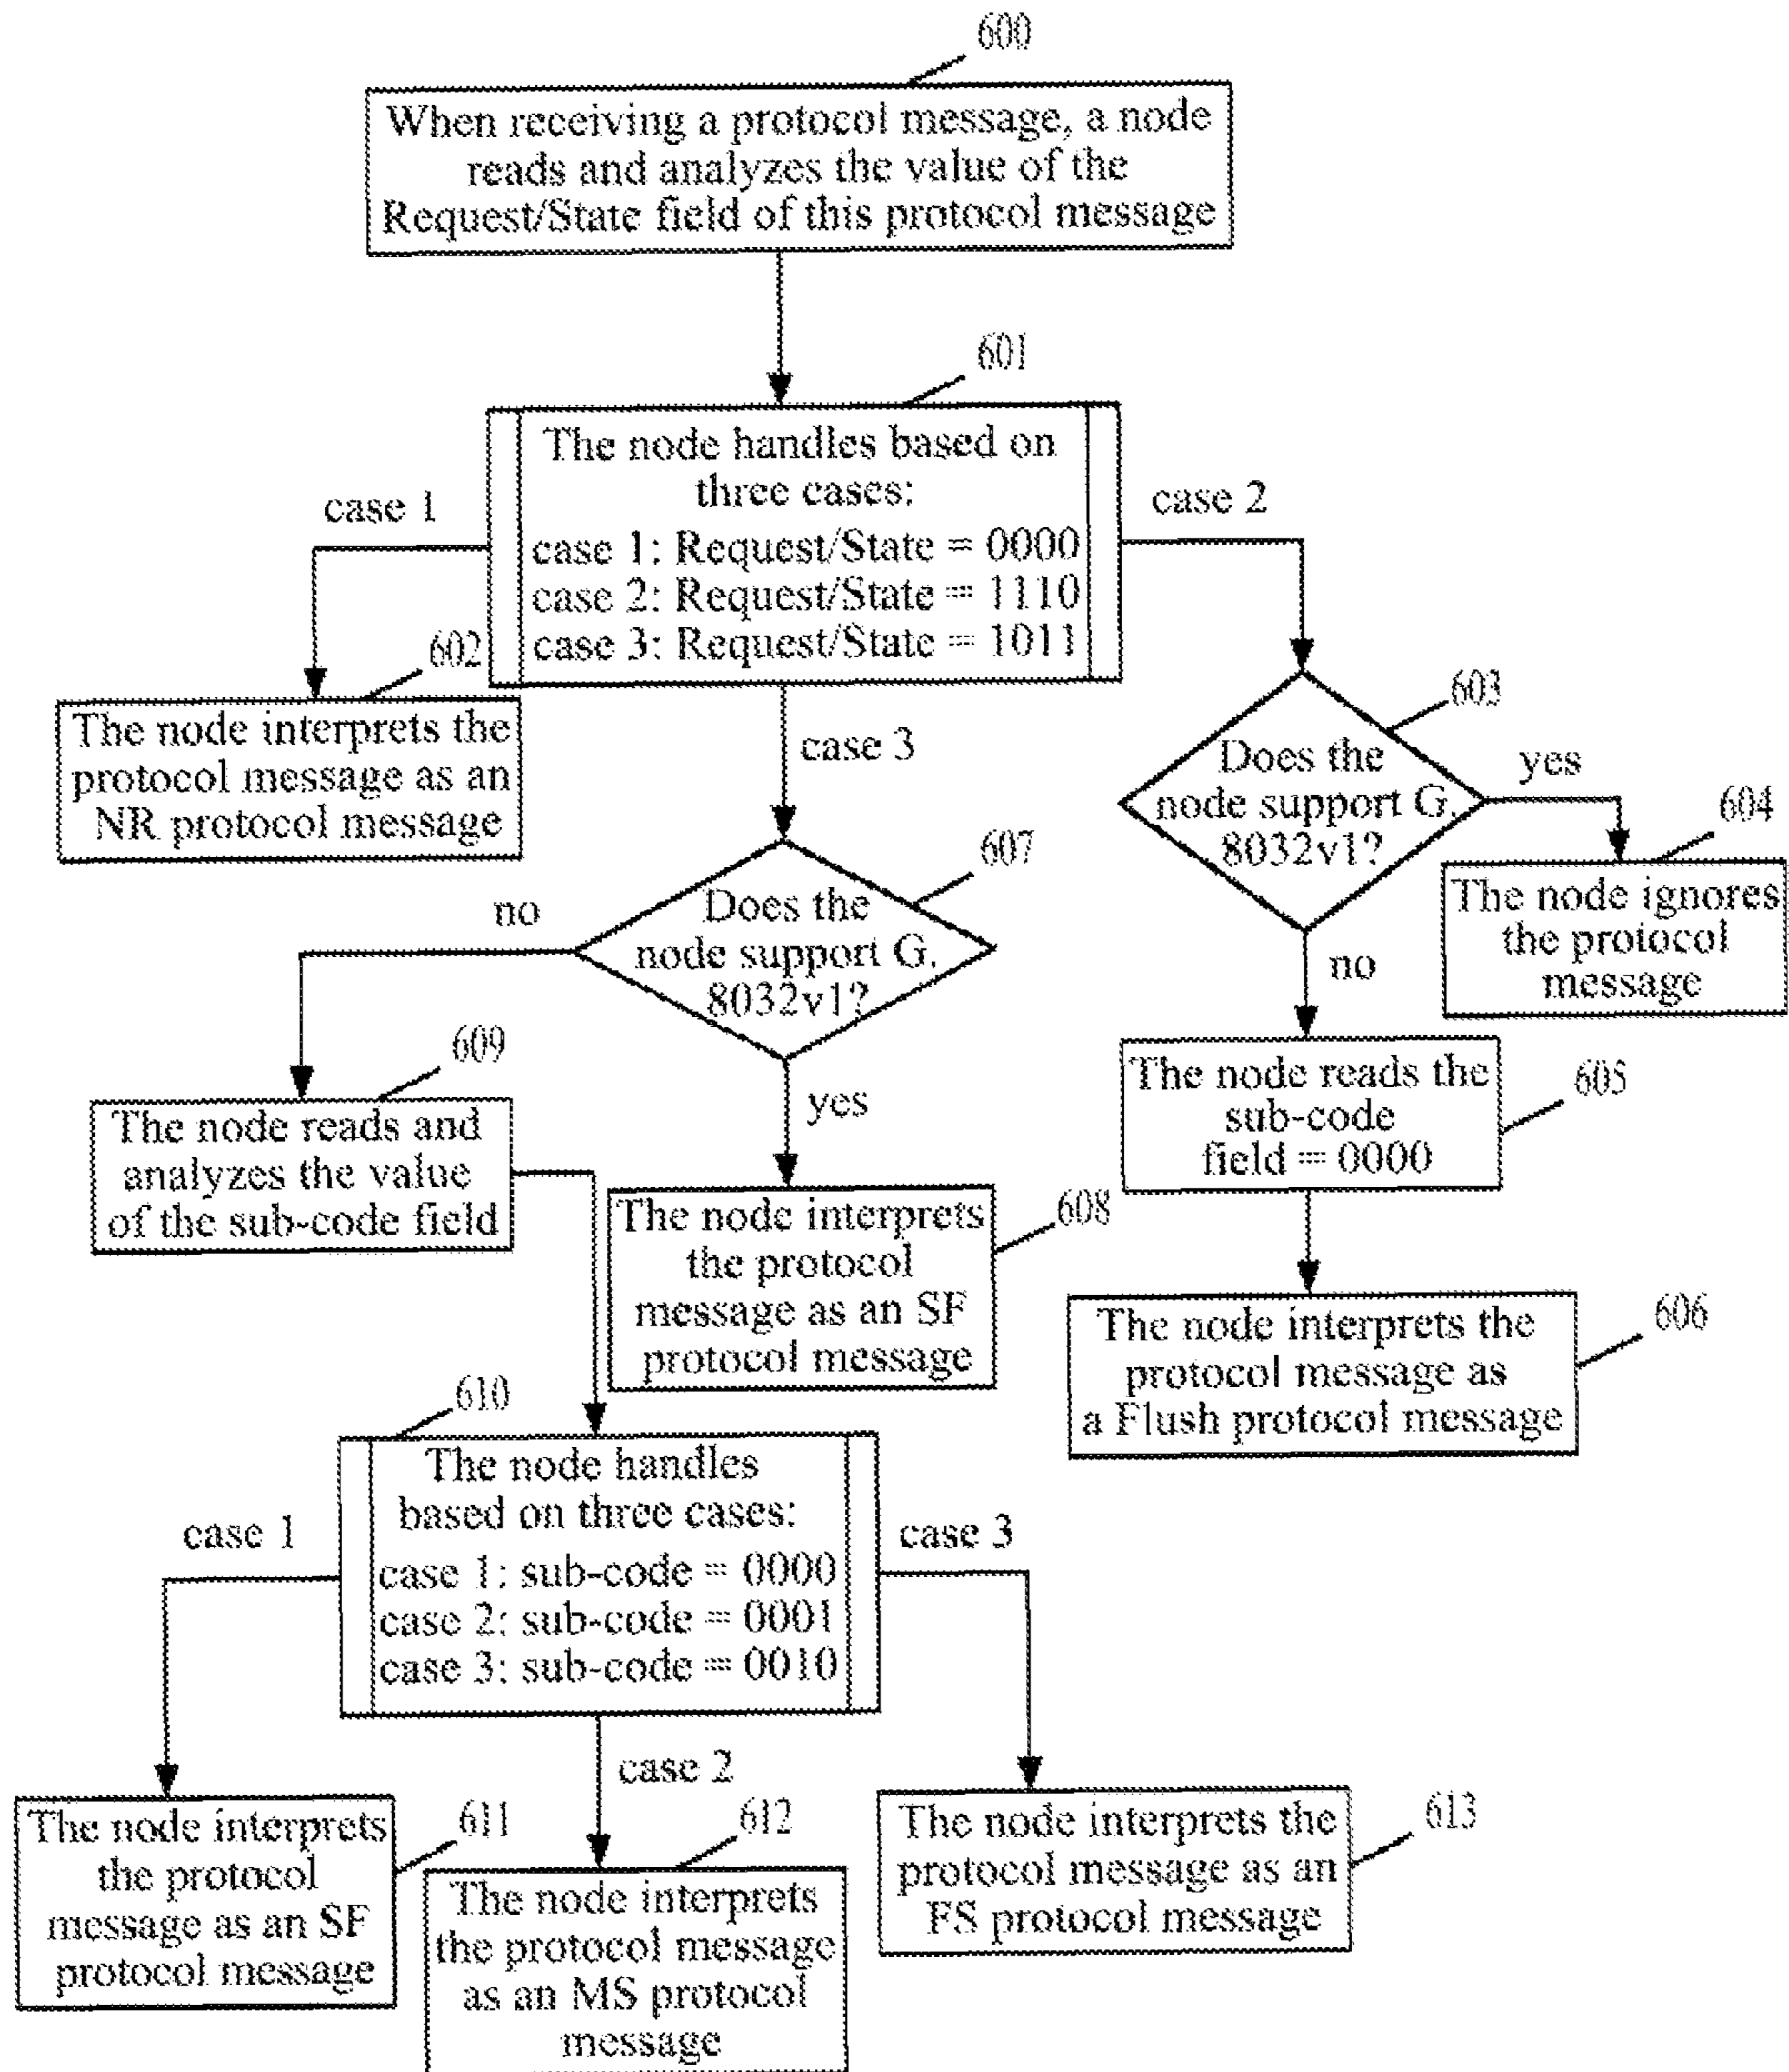 600
When receiving a protocol message, a node
reads and analyzes the value of the
Request/State field of this protocol message
601
The node handles based on
three cases:
case 1: Request/State = 0000
case 2: Request/State = 1110
case 3: Request/State = 1011
case 1
case 2
case 3
602
The node interprets the
protocol message as an
NR protocol message
603
Does the
node support G.
8032v1?
yes
no
604
The node ignores
the protocol
message
607
Does the
node support G.
8032v1?
no
yes
605
The node reads the
sub-code
field = 0000
609
The node reads and
analyzes the value
of the sub-code field
608
The node interprets
the protocol
message as an SF
protocol message
606
The node interprets the
protocol message as
a Flush protocol message
610
The node handles
based on three cases:
case 1: sub-code = 0000
case 2: sub-code = 0001
case 3: sub-code = 0010
case 1
case 3
case 2
611
The node interprets
the protocol
message as an SF
protocol message
612
The node interprets
the protocol message
as an MS protocol
message
613
The node interprets the
protocol message as an
FS protocol message